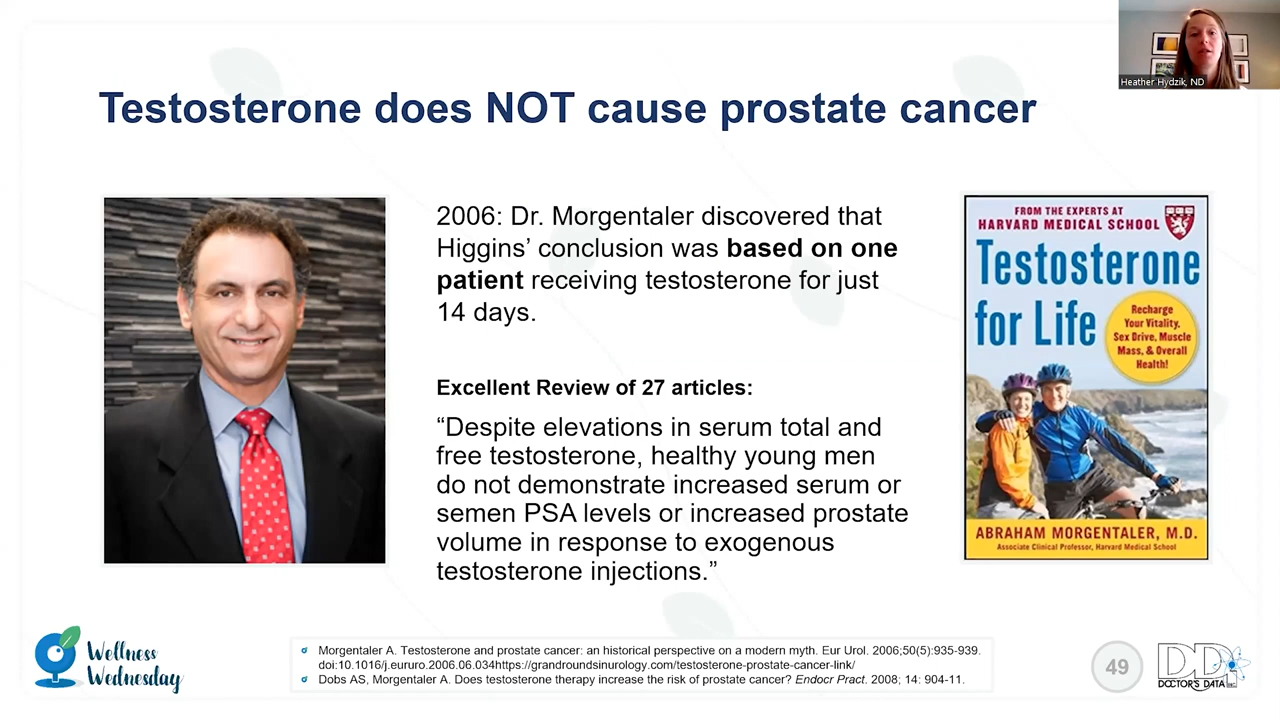 Heather Hydzik, ND
Testosterone does NOT cause prostate cancer
2006: Dr. Morgentaler discovered that
Higgins’ conclusion was based on one
patient receiving testosterone for just
14 days.
Excellent Review of 27 articles:
“Despite elevations in serum total and
free testosterone, healthy young men
do not demonstrate increased serum or
semen PSA levels or increased prostate
volume in response to exogenous
testosterone injections.”
FROM THE EXPERTS AT
HARVARD MEDICAL SCHOOL
Testosterone
for Life
Recharge
Your Vitality,
Sex Drive, Muscle
Mass, & Overall
Health!
ABRAHAM MORGENTALER, M.D.
Associate Clinical Professor, Harvard Medical School
Wellness
Wednesday
Morgentaler A. Testosterone and prostate cancer: an historical perspective on a modern myth. Eur Urol. 2006;50(5):935-939.
doi:10.1016/j.eururo.2006.06.034https://grandroundsinurology.com/testosterone-prostate-cancer-link/
Dobs AS, Morgentaler A. Does testosterone therapy increase the risk of prostate cancer? Endocr Pract. 2008; 14: 904-11.
49
DDI
DOCTOR'S DATA INC.